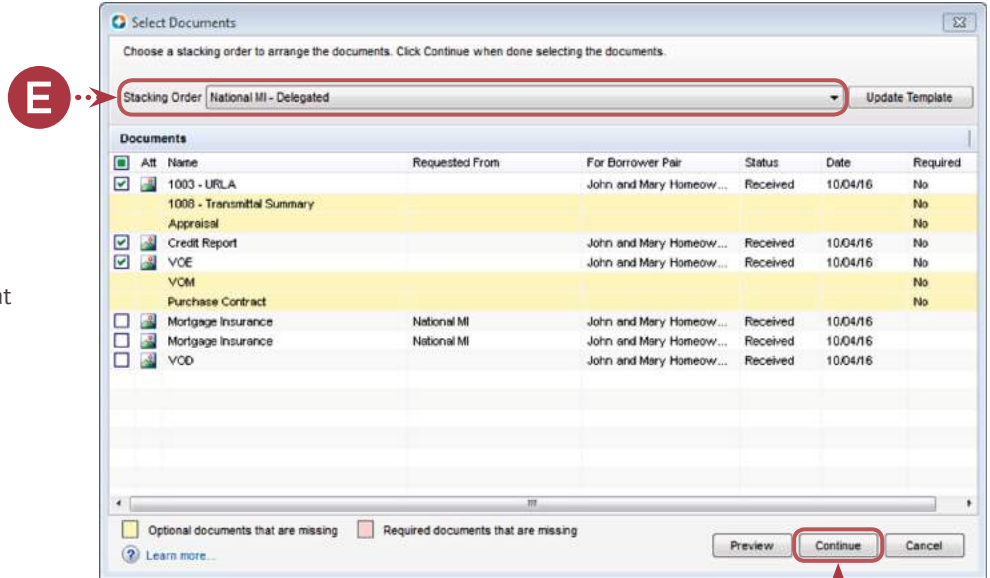 Select Documents
Choose a stacking order to arrange the documents. Click Continue when done selecting the documents.
E
Stacking Order National MI - Delegated Update Template
Documents
Att Name Requested From For Borrower Pair Status Date Required
1003 - URLA John and Mary Homeow... Received 10/04/16 No
1008 - Transmittal Summary No
Appraisal No
Credit Report John and Mary Homeow... Received 10/04/16 No
VOE John and Mary Homeow... Received 10/04/16 No
VOM No
nt Purchase Contract No
Mortgage Insurance National MI John and Mary Homeow... Received 10/04/16
Mortgage Insurance National MI John and Mary Homeow... Received 10/04/16
VOD John and Mary Homeow... Received 10/04/16
Optional documents that are missing Required documents that are missing
Learn more... Preview Continue Cancel